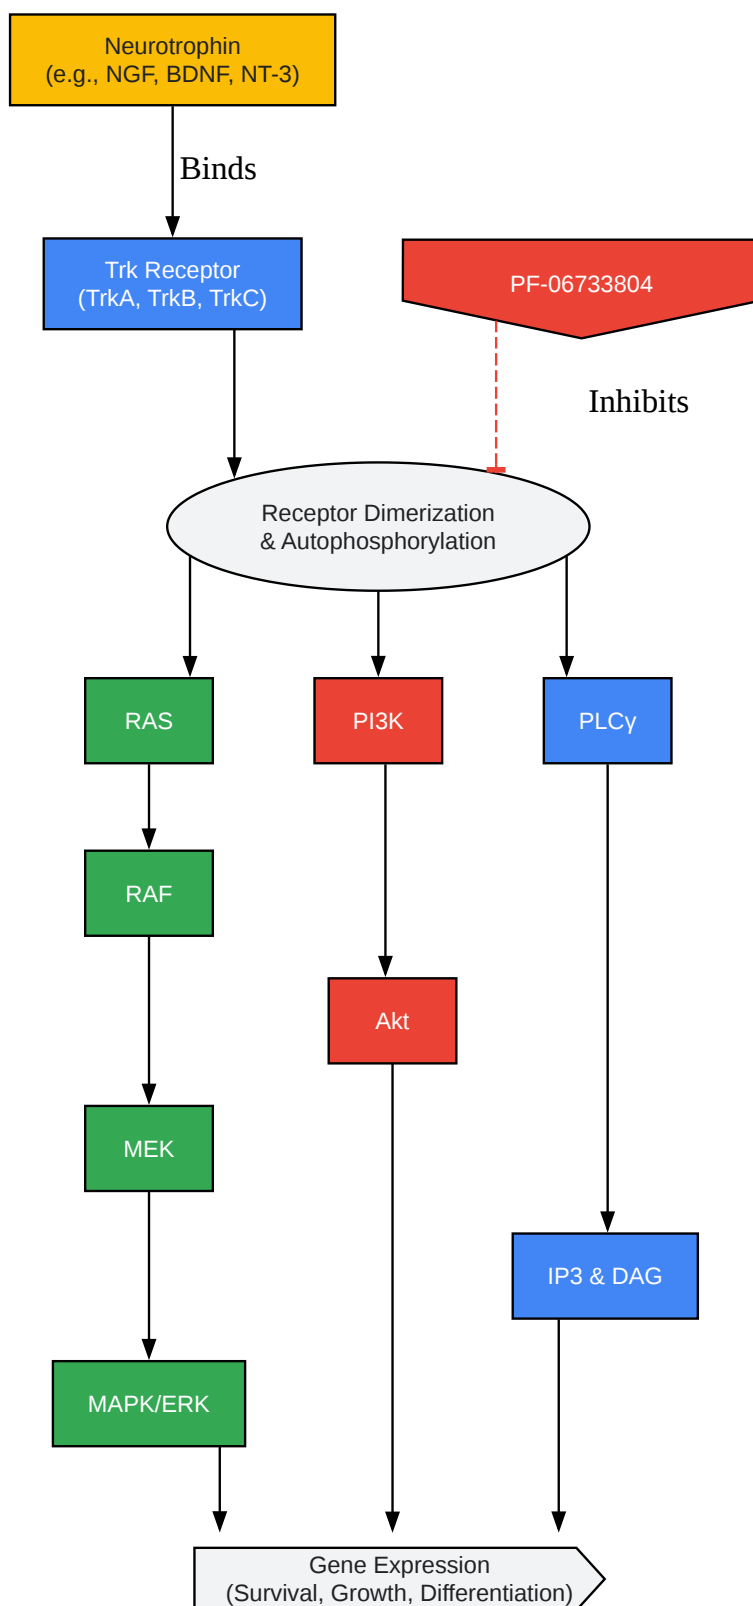 Neurotrophin
(e.g., NGF, BDNF, NT-3)
Binds
Trk Receptor
(TrkA, TrkB, TrkC)
PF-06733804
Inhibits
Receptor Dimerization
& Autophosphorylation
RAS
PI3K
PLCγ
RAF
Akt
MEK
IP3 & DAG
MAPK/ERK
Gene Expression
(Survival, Growth, Differentiation)